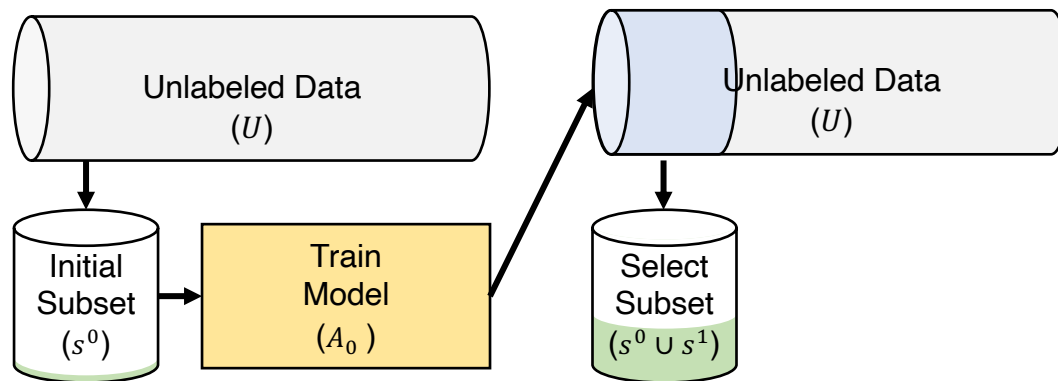 Unlabeled Data
(U)
Initial
Subset
(s⁰)
Train
Model
(A₀ )
Unlabeled Data
(U)
Select
Subset
(s⁰ ∪ s¹)